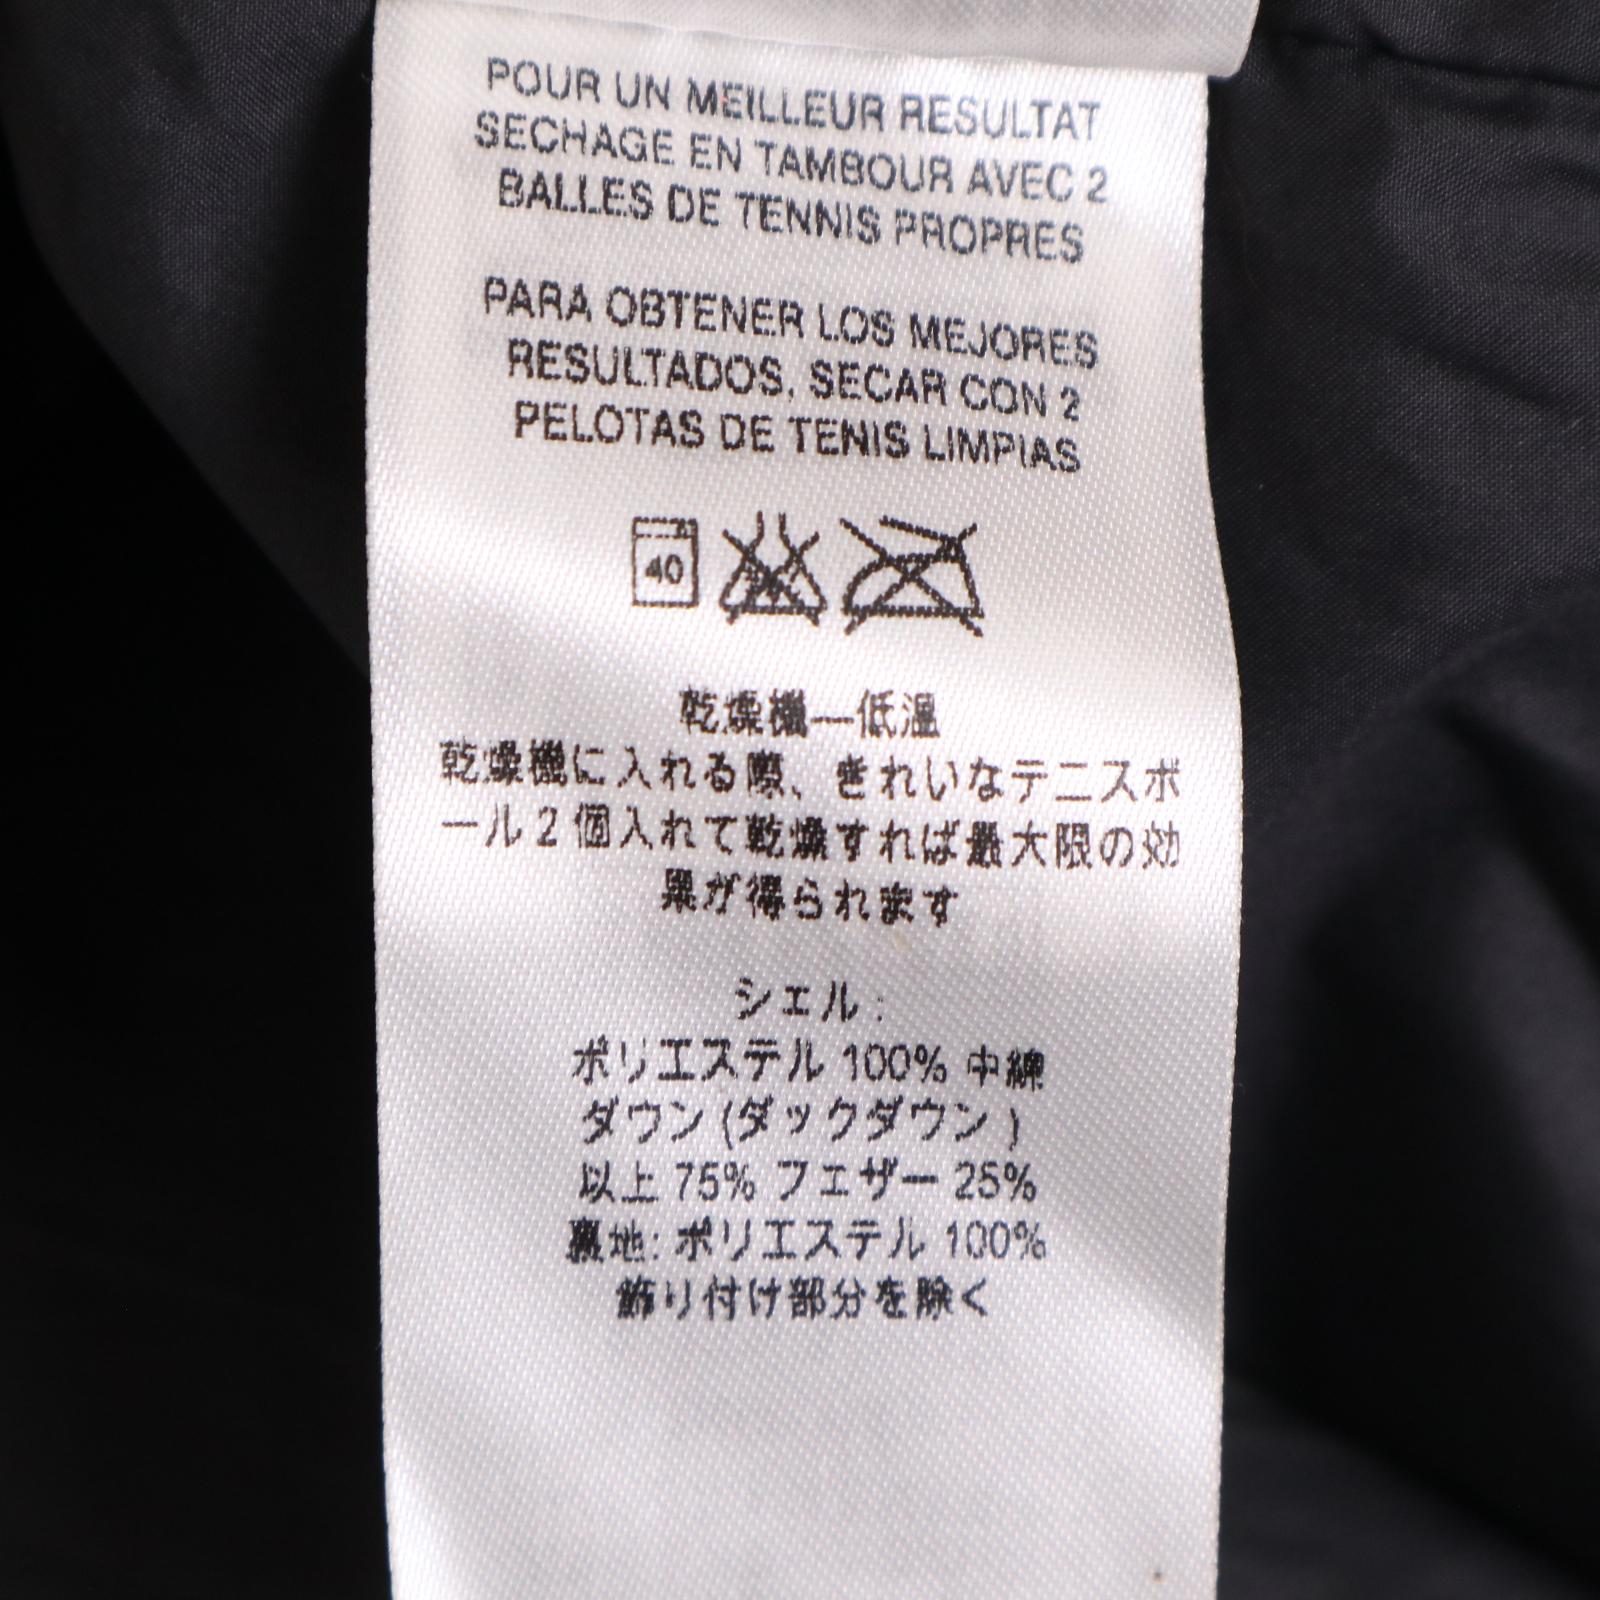 POUR UN MEILLEUR RESULTAT
SECHAGE EN TAMBOUR AVEC 2
BALLES DE TENNIS PROPRES
PARA OBTENER LOS MEJORES
RESULTADOS, SECAR CON 2
PELOTAS DE TENIS LIMPIAS
40
乾燥機—低温
乾燥機に入れる際、きれいなテニスボ
ール2個入れて乾燥すれば最大限の効
果が得られます
シェル:
ポリエステル 100% 中綿
ダウン(ダックダウン)
以上 75% フェザー 25%
裏地: ポリエステル 100%
飾り付け部分を除く